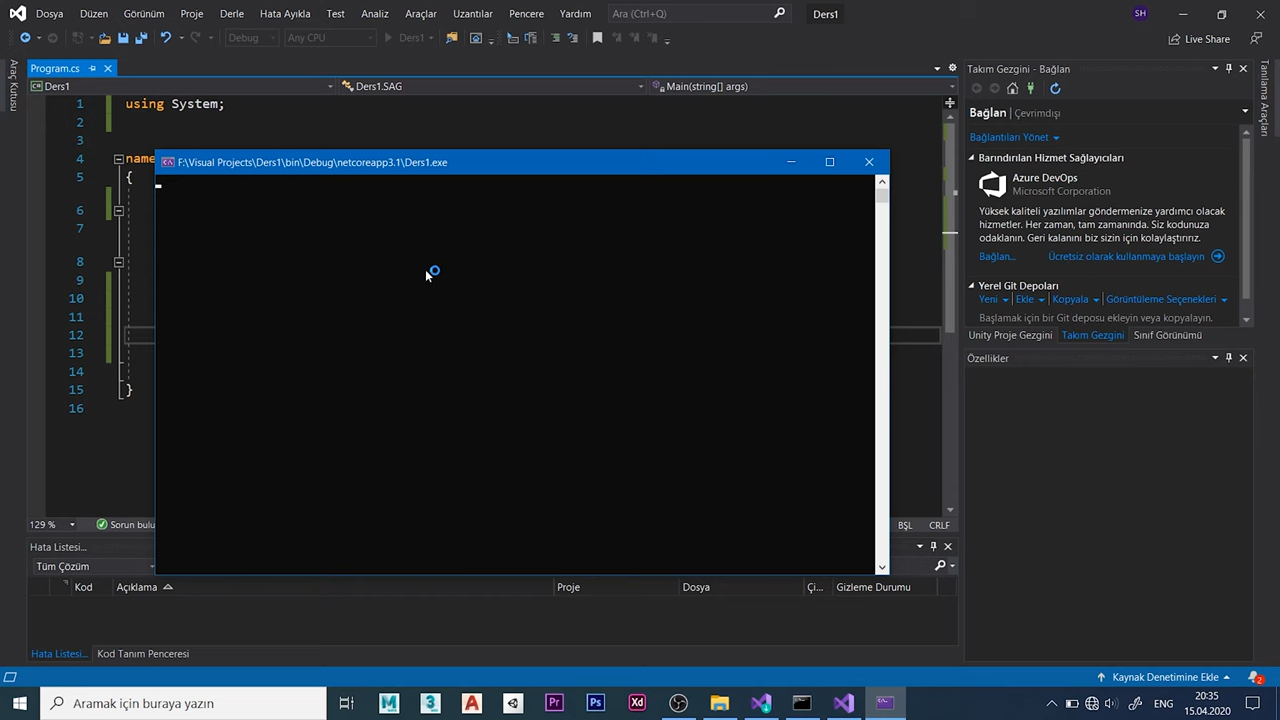 Dosya Düzen Görünüm Proje Derle Hata Ayıkla Test Analiz Araçlar Uzantılar Pencere Yardım Ara (Ctrl+Q) Ders1 SH
Debug Any CPU Ders1 Live Share
Araç Kutusu
Program.cs
Ders1 Ders1.SAG Main(string[] args)
1 using System;
2
3
4 name
5 {
6
7
8
9
10
11
12
13
14
15 }
16
F:\Visual Projects\Ders1\bin\Debug\netcoreapp3.1\Ders1.exe
129 % Sorun bulu BŞL CRLF
Hata Listesi...
Tüm Çözüm
Kod Açıklama Proje Dosya Çi... Gizleme Durumu
Hata Listesi... Kod Tanım Penceresi
Takım Gezgini - Bağlan
Bağlan | Çevrimdışı
Bağlantıları Yönet
Barındırılan Hizmet Sağlayıcıları
Azure DevOps
Microsoft Corporation
Yüksek kaliteli yazılımlar göndermenize yardımcı olacak
hizmetler. Her zaman, tam zamanında. Siz kodunuza
odaklanın. Geri kalanını biz sizin için kolaylaştırırız.
Bağlan... Ücretsiz olarak kullanmaya başlayın
Yerel Git Depoları
Yeni Ekle Kopyala Görüntüleme Seçenekleri
Başlamak için bir Git deposu ekleyin veya kopyalayın.
Unity Proje Gezgini Takım Gezgini Sınıf Görünümü
Özellikler
Tanılama Araçları
Kaynak Denetimine Ekle 2
Aramak için buraya yazın
ENG
20:35
15.04.2020